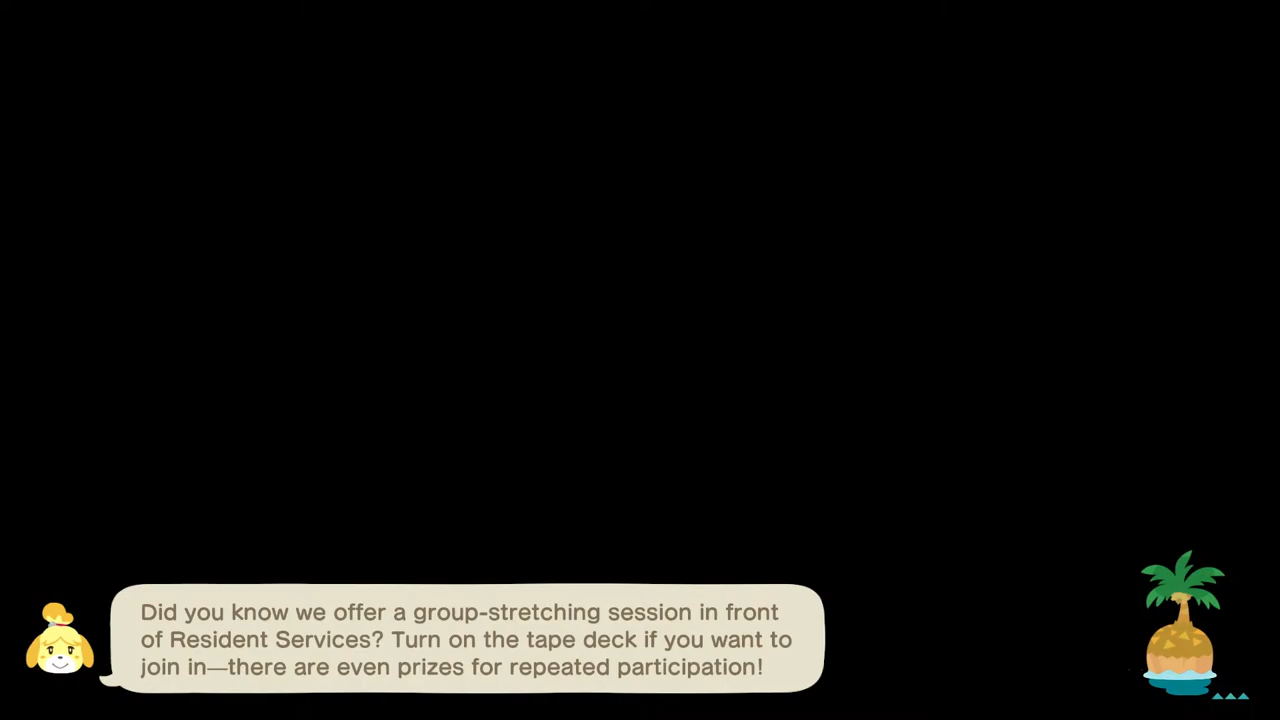 Did you know we offer a group-stretching session in front
of Resident Services? Turn on the tape deck if you want to
join in—there are even prizes for repeated participation!